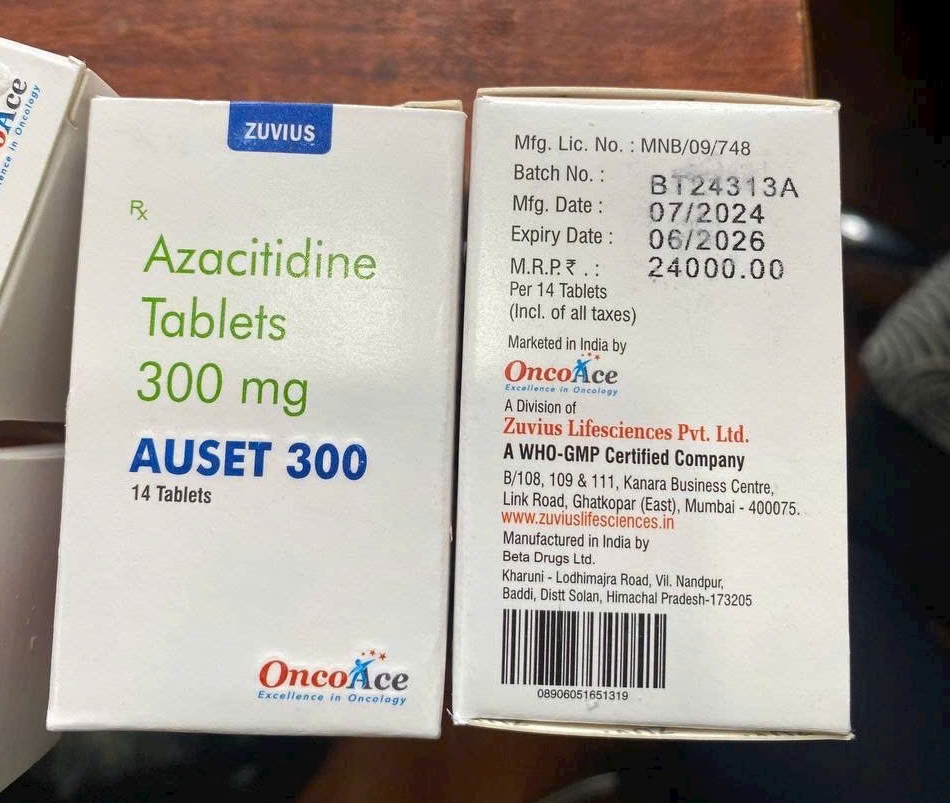 Ace
ence in Oncology
ZUVIUS
Rx
Azacitidine
Tablets
300 mg
AUSET 300
14 Tablets
OncoAce
Excellence in Oncology
Mfg. Lic. No. : MNB/09/748
Batch No. : BT24313A
Mfg. Date : 07/2024
Expiry Date : 06/2026
M.R.P. ₹ . : 24000.00
Per 14 Tablets
(Incl. of all taxes)
Marketed in India by
OncoAce
Excellence in Oncology
A Division of
Zuvius Lifesciences Pvt. Ltd.
A WHO-GMP Certified Company
B/108, 109 & 111, Kanara Business Centre,
Link Road, Ghatkopar (East), Mumbai - 400075.
www.zuviuslifesciences.in
Manufactured in India by
Beta Drugs Ltd.
Kharuni - Lodhimajra Road, Vil. Nandpur,
Baddi, Distt Solan, Himachal Pradesh-173205
08906051651319